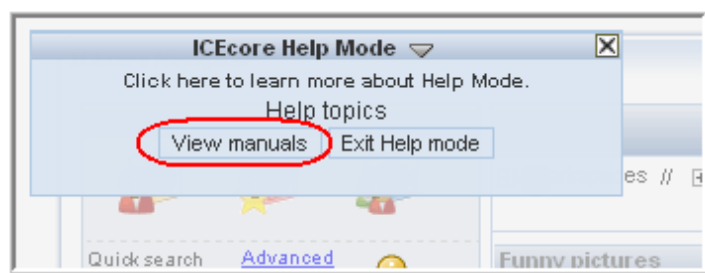 ICEcore Help Mode
Click here to learn more about Help Mode.
Help topics
View manuals Exit Help mode
es //
Quick search Advanced
Funny pictures